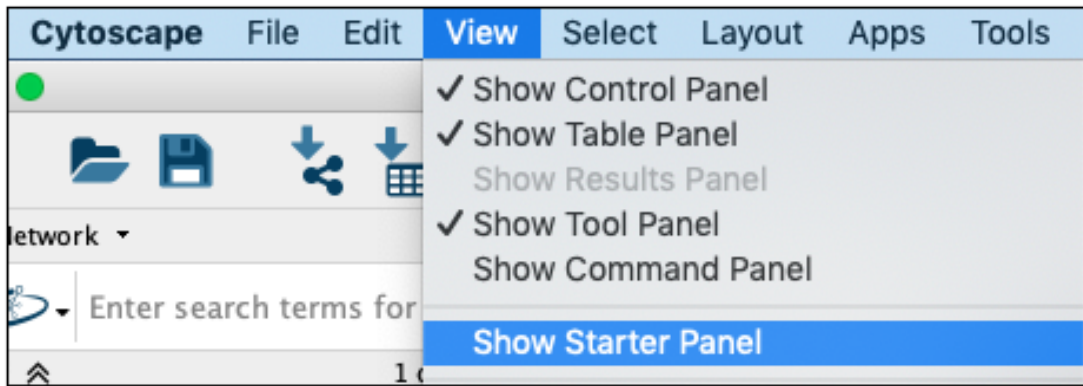 Cytoscape File Edit View Select Layout Apps Tools
Show Control Panel
Show Table Panel
Show Results Panel
Show Tool Panel
Show Command Panel
Show Starter Panel
Enter search terms for
1